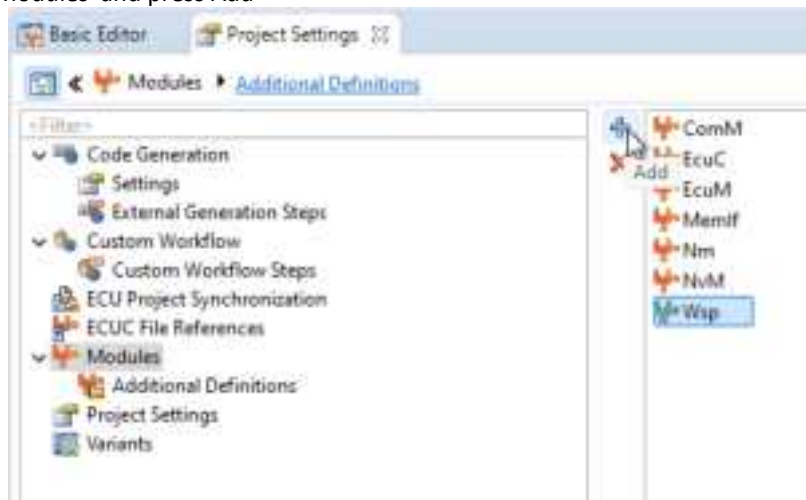 modules and press Add
Basic Editor
Project Settings
Modules
Additional Definitions
<Filter>
Code Generation
Settings
External Generation Steps
Custom Workflow
Custom Workflow Steps
ECU Project Synchronization
ECUC File References
Modules
Additional Definitions
Project Settings
Variants
Add
ComM
EcuC
EcuM
MemIf
Nm
NvM
Wsp